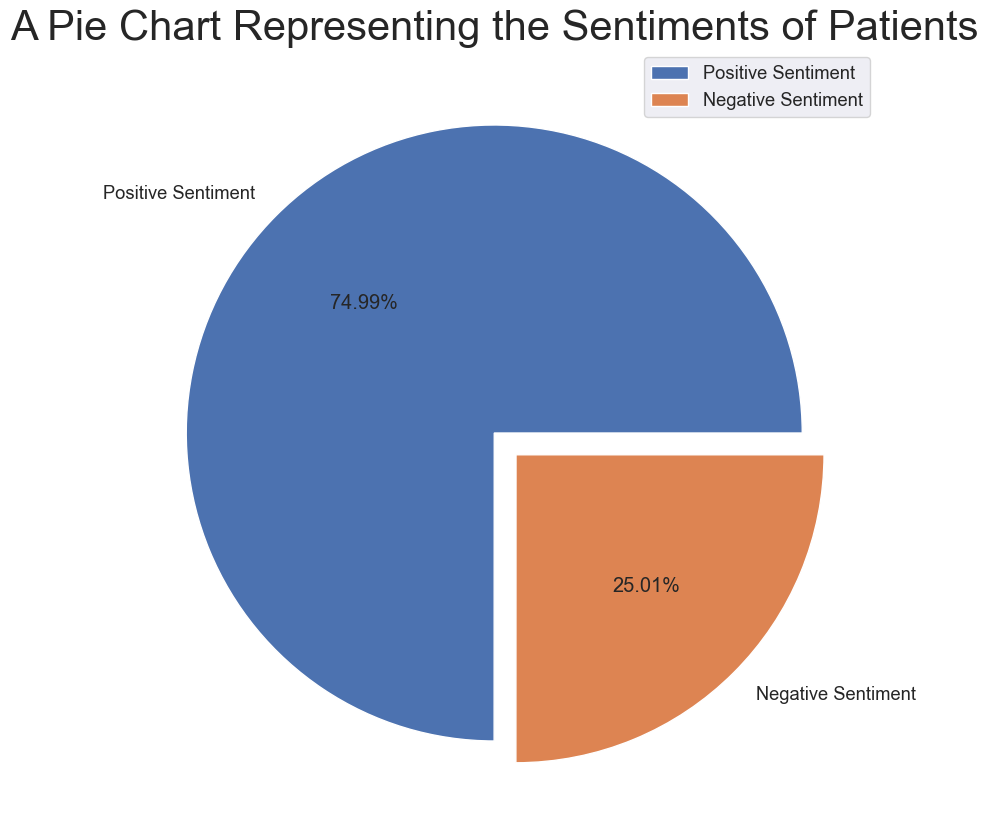 A Pie Chart Representing the Sentiments of Patients
Positive Sentiment
Negative Sentiment
Positive Sentiment
74.99%
25.01%
Negative Sentiment